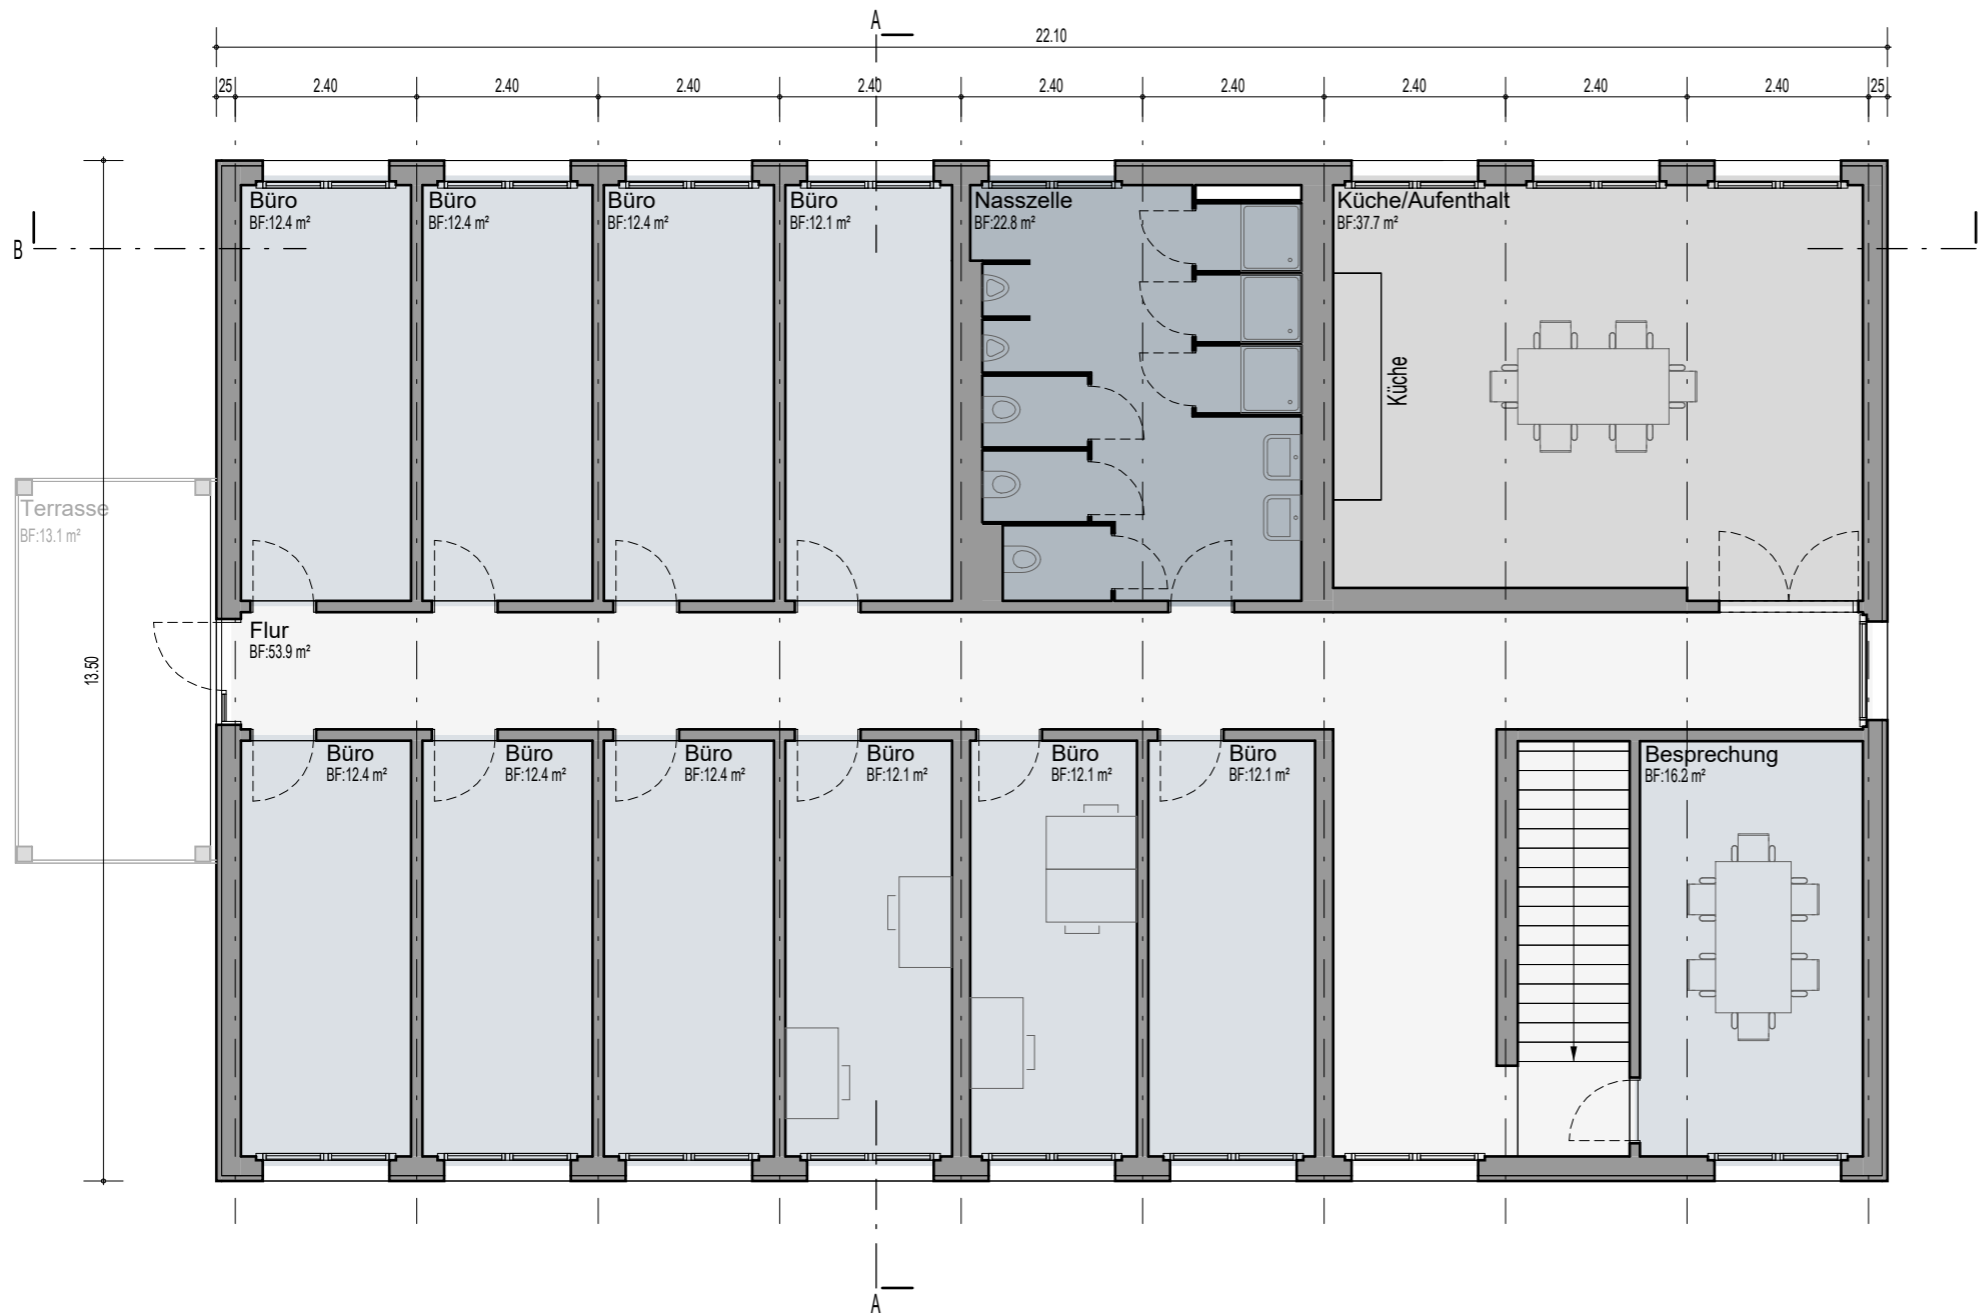 A
22.10
25
2.40
2.40
2.40
2.40
2.40
2.40
2.40
2.40
2.40
25
Büro
BF:12.4 m²
Büro
BF:12.4 m²
Büro
BF:12.4 m²
Büro
BF:12.1 m²
Nasszelle
BF:22.8 m²
Küche/Aufenthalt
BF:37.7 m²
B
Küche
Terrasse
BF:13.1 m²
Flur
BF:53.9 m²
13.50
Büro
BF:12.4 m²
Büro
BF:12.4 m²
Büro
BF:12.4 m²
Büro
BF:12.1 m²
Büro
BF:12.1 m²
Büro
BF:12.1 m²
Besprechung
BF:16.2 m²
A